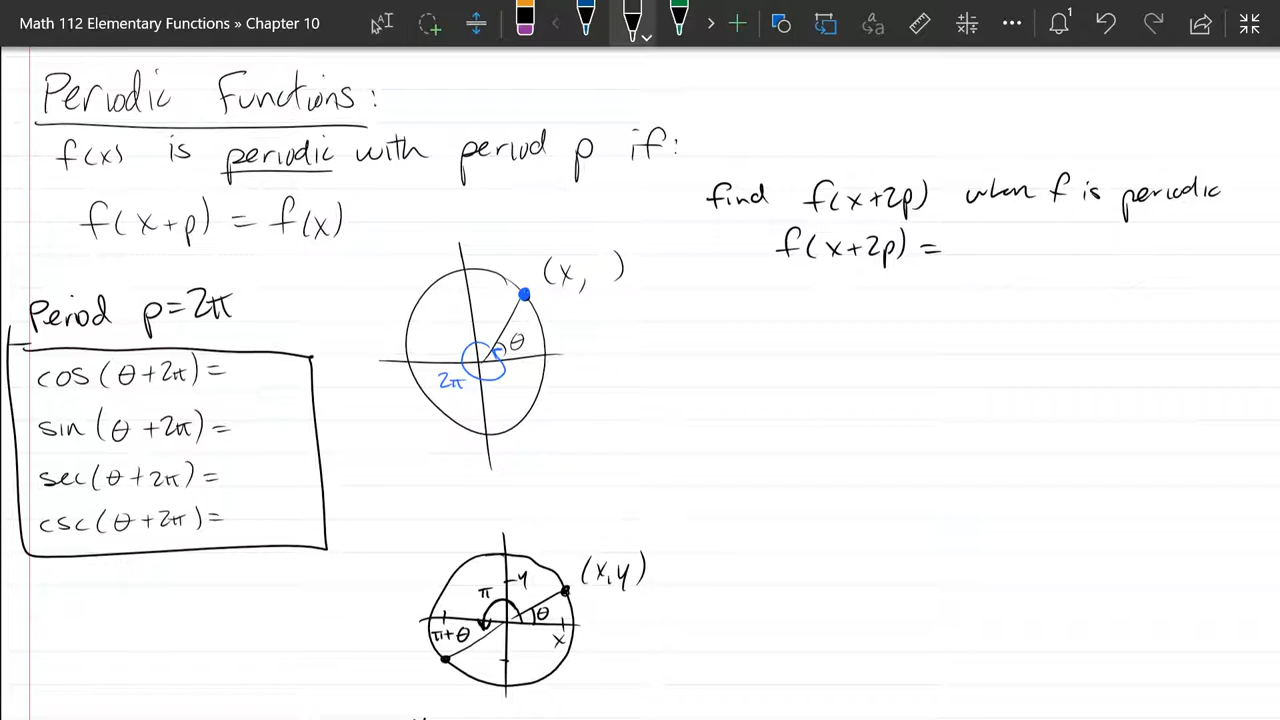 Math 112 Elementary Functions » Chapter 10
1
Periodic Functions:
f(x) is periodic with period p if:
f(x+p) = f(x)
find f(x+2p) when f is periodic
f(x+2p) =
(x, )
θ
2π
Period p=2π
cos(θ+2π)=
sin(θ+2π)=
sec(θ+2π)=
csc(θ+2π)=
(x,y)
y
π
θ
π+θ
x